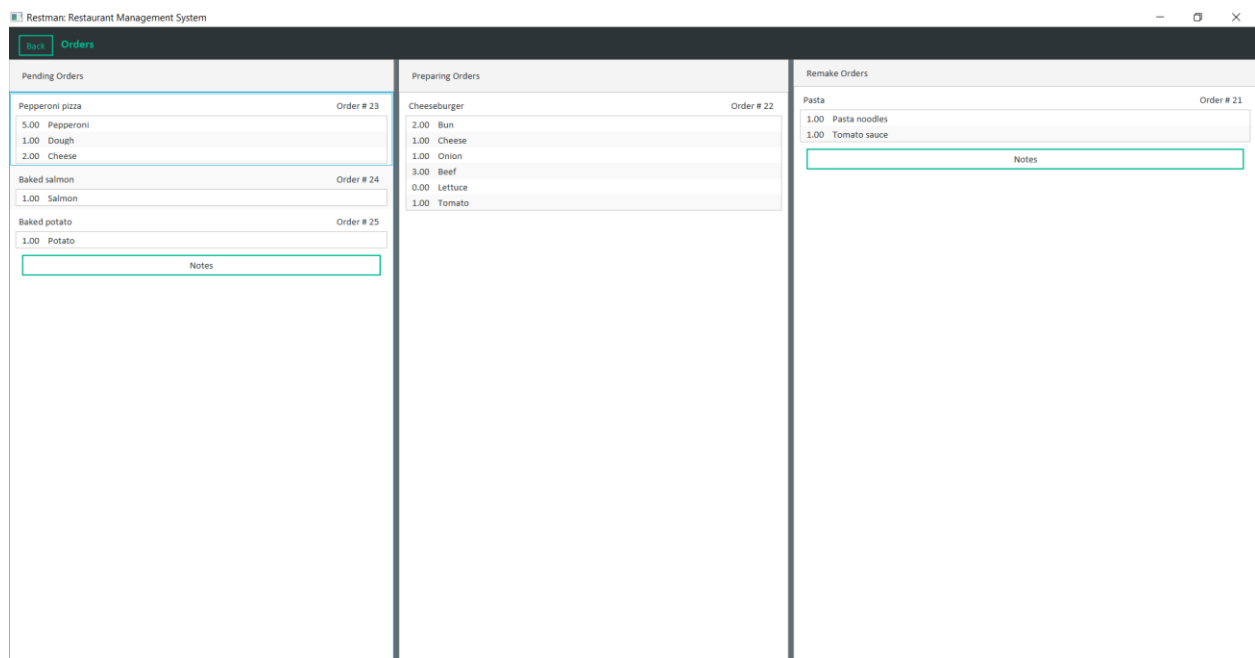 Restman: Restaurant Management System
Back Orders
Pending Orders
Pepperoni pizza Order # 23
5.00 Pepperoni
1.00 Dough
2.00 Cheese
Baked salmon Order # 24
1.00 Salmon
Baked potato Order # 25
1.00 Potato
Notes
Preparing Orders
Cheeseburger Order # 22
2.00 Bun
1.00 Cheese
1.00 Onion
3.00 Beef
0.00 Lettuce
1.00 Tomato
Remake Orders
Pasta Order # 21
1.00 Pasta noodles
1.00 Tomato sauce
Notes